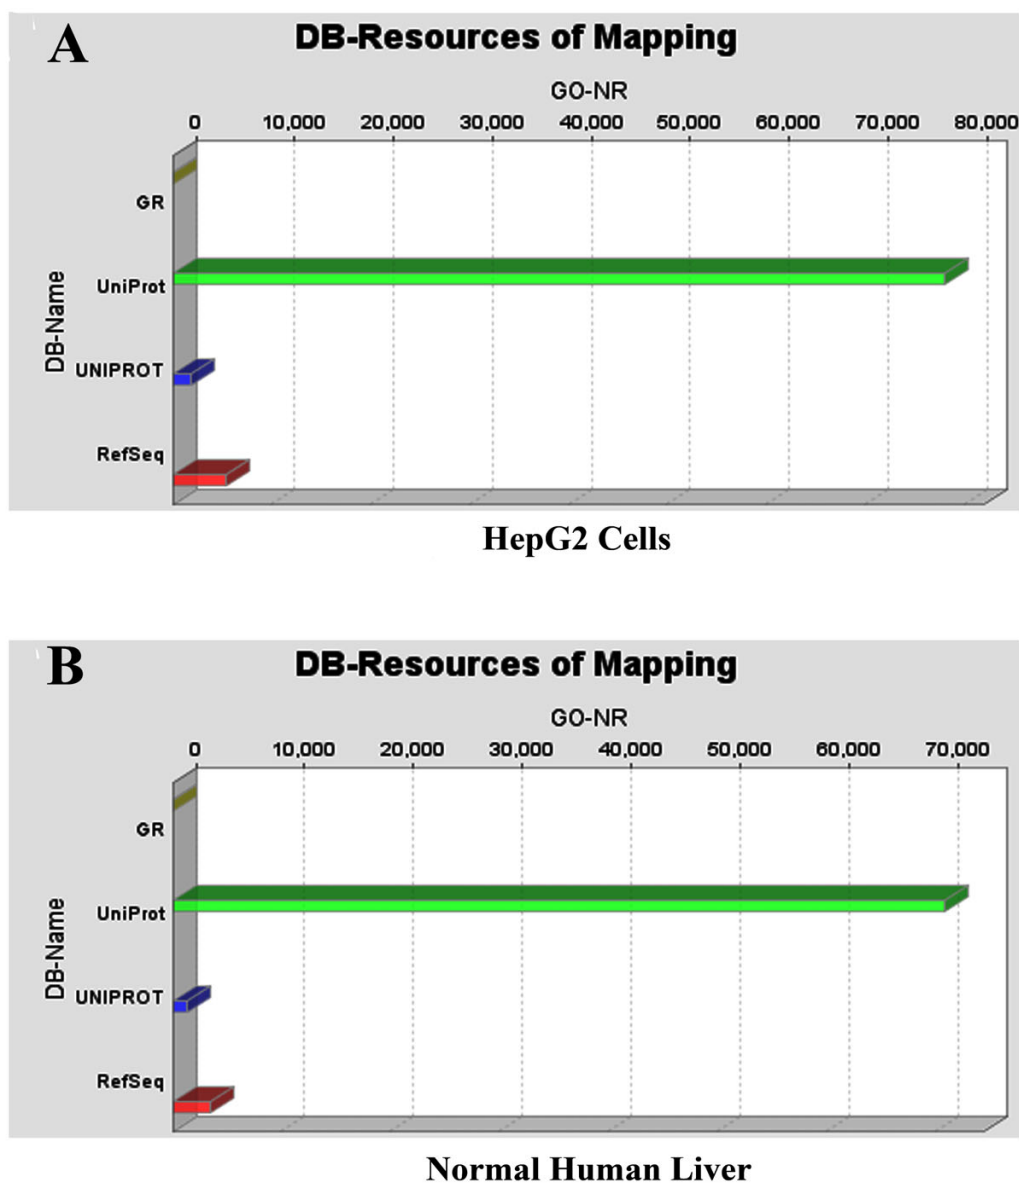 A
DB-Resources of Mapping
GO-NR
0 10,000 20,000 30,000 40,000 50,000 60,000 70,000 80,000
DB-Name
GR
UniProt
UNIPROT
RefSeq
HepG2 Cells
B
DB-Resources of Mapping
GO-NR
0 10,000 20,000 30,000 40,000 50,000 60,000 70,000
DB-Name
GR
UniProt
UNIPROT
RefSeq
Normal Human Liver